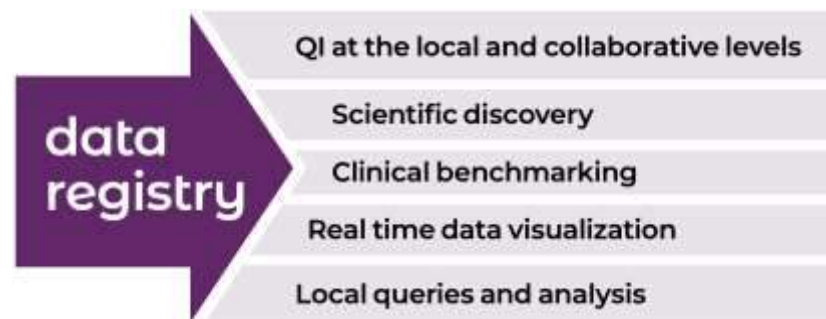 data
registry
QI at the local and collaborative levels
Scientific discovery
Clinical benchmarking
Real time data visualization
Local queries and analysis